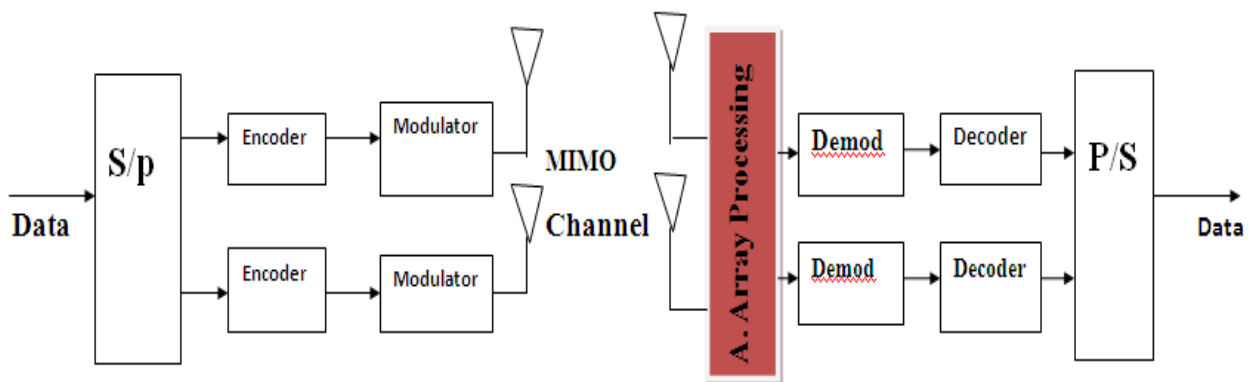 Data
S/p
Encoder
Modulator
Encoder
Modulator
MIMO
Channel
A. Array Processing
Demod
Decoder
Demod
Decoder
P/S
Data